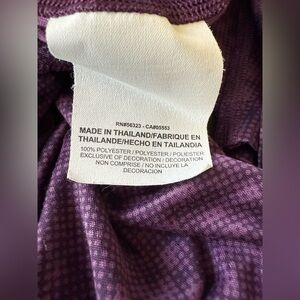 RN#56323 - CA#05553
MADE IN THAILAND/FABRIQUE EN
THAILANDE/HECHO EN TAILANDIA
100% POLYESTER / POLYESTER / POLIESTER
EXCLUSIVE OF DECORATION / DECORATION
NON COMPRISE / NO INCLUYE LA
DECORACION